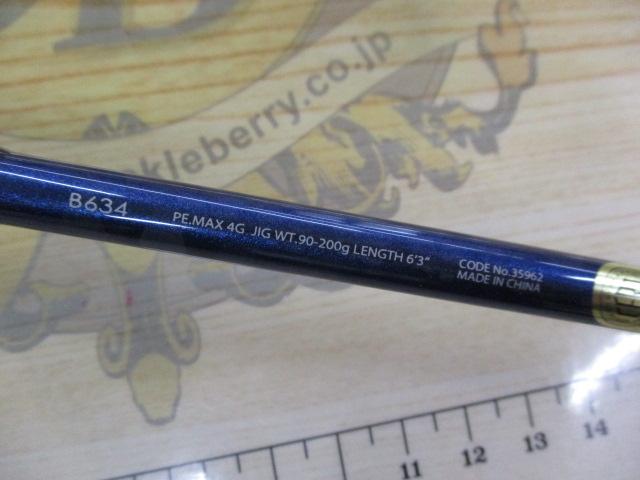 kleberry.co.jp
B634
PE.MAX 4G JIG WT.90-200g LENGTH 6'3"
CODE No.35962
MADE IN CHINA
11 12 13 14